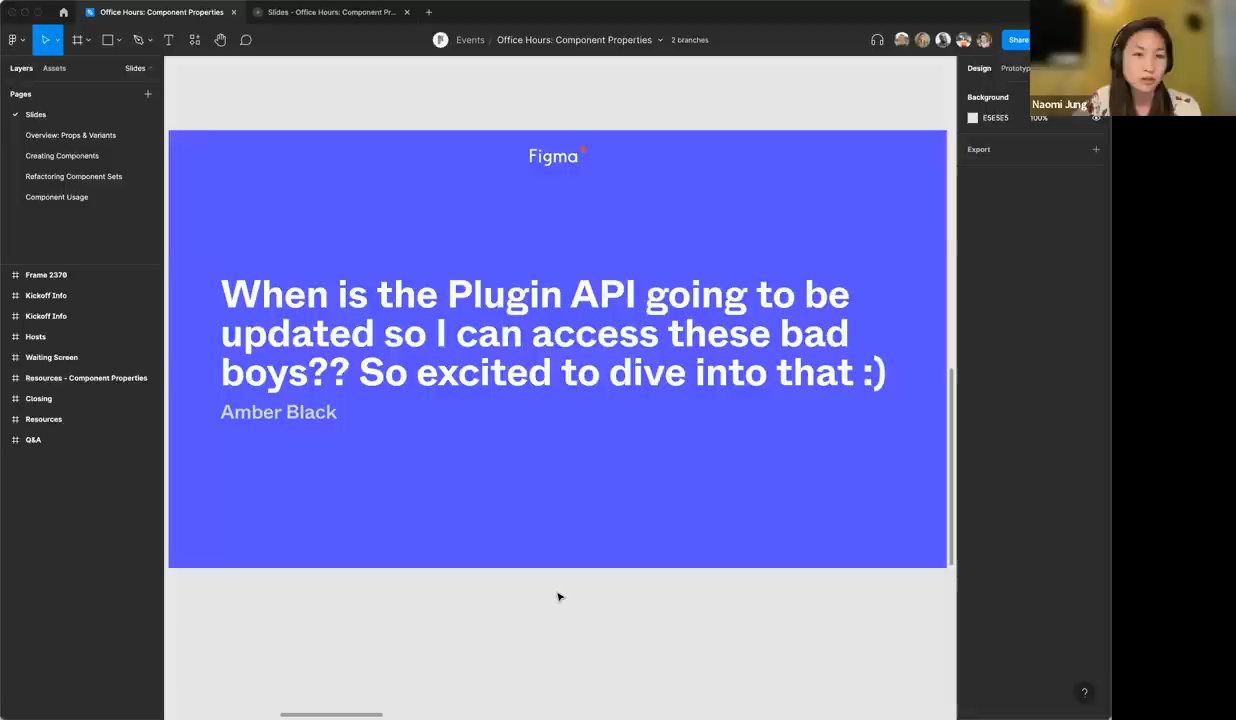 Office Hours: Component Properties
Slides - Office Hours: Component Pr...
Events / Office Hours: Component Properties
2 branches
Share
Layers
Assets
Slides
Design
Prototyp
Naomi Jung
Pages
Background
Slides
E5E5E5
100%
Overview: Props & Variants
Creating Components
Export
Refactoring Component Sets
Component Usage
Figma
Frame 2370
Kickoff Info
Kickoff Info
Hosts
Waiting Screen
Resources - Component Properties
Closing
Resources
Q&A
When is the Plugin API going to be
updated so I can access these bad
boys?? So excited to dive into that :)
Amber Black
?